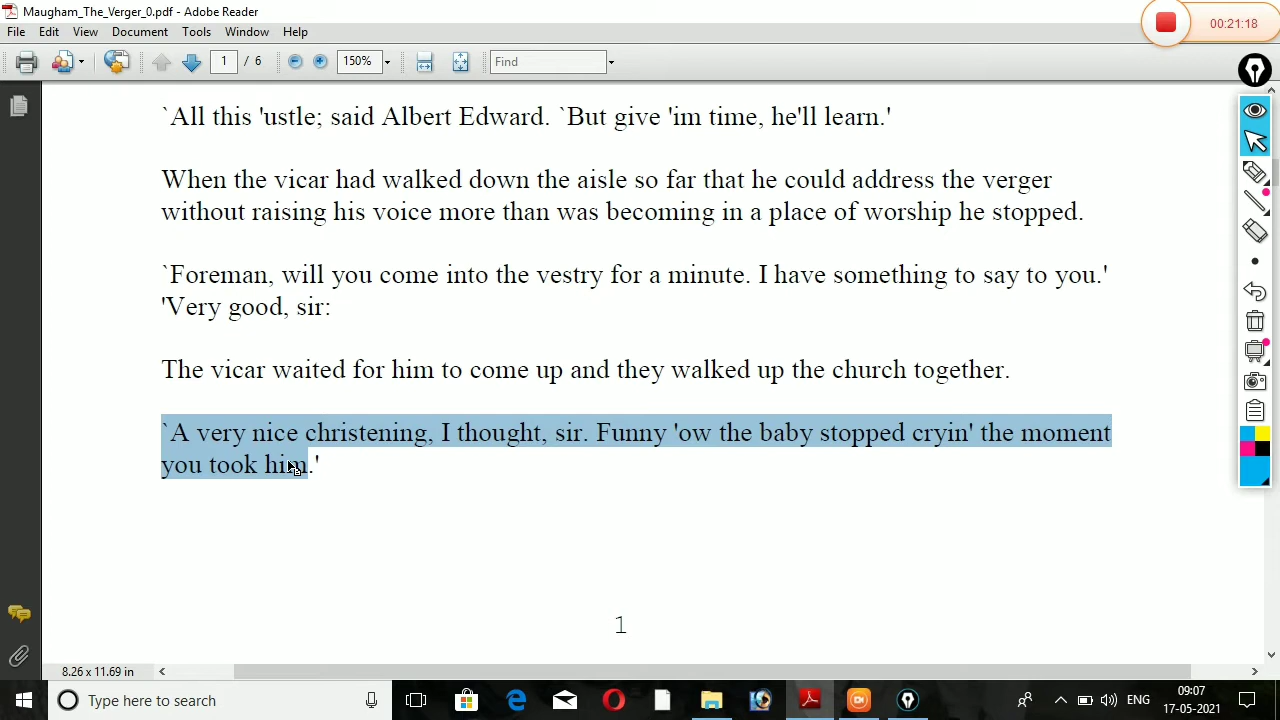 Maugham_The_Verger_0.pdf - Adobe Reader
00:21:18
File Edit View Document Tools Window Help
1 / 6 150% Find
`All this 'ustle; said Albert Edward. `But give 'im time, he'll learn.'
When the vicar had walked down the aisle so far that he could address the verger
without raising his voice more than was becoming in a place of worship he stopped.
`Foreman, will you come into the vestry for a minute. I have something to say to you.'
'Very good, sir:
The vicar waited for him to come up and they walked up the church together.
`A very nice christening, I thought, sir. Funny 'ow the baby stopped cryin' the moment
you took him.'
1
8.26 x 11.69 in
Type here to search
ENG
09:07
17-05-2021